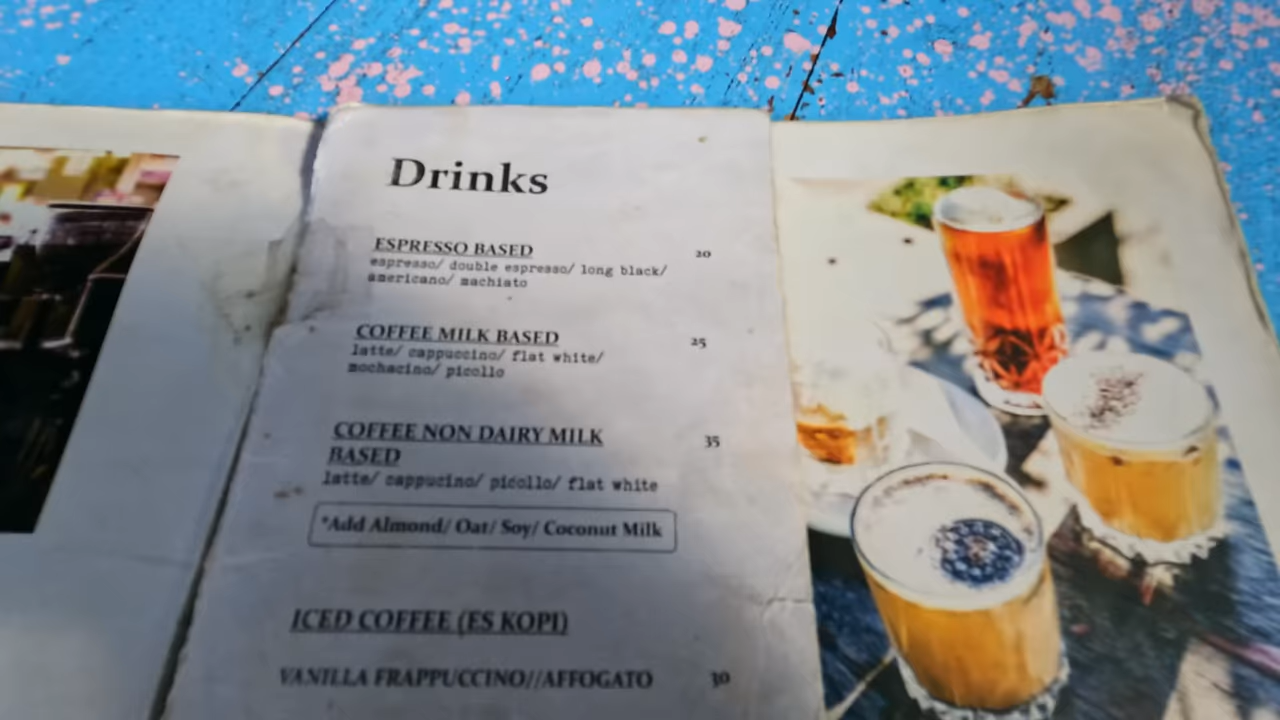 Drinks
ESPRESSO BASED 20
espresso/ double espresso/ long black/
americano/ machiato
COFFEE MILK BASED 25
latte/ cappuccino/ flat white/
mochacino/ picollo
COFFEE NON DAIRY MILK 35
BASED
latte/ cappucino/ picollo/ flat white
*Add Almond/ Oat/ Soy/ Coconut Milk
ICED COFFEE (ES KOPI)
VANILLA FRAPPUCCINO//AFFOGATO 30